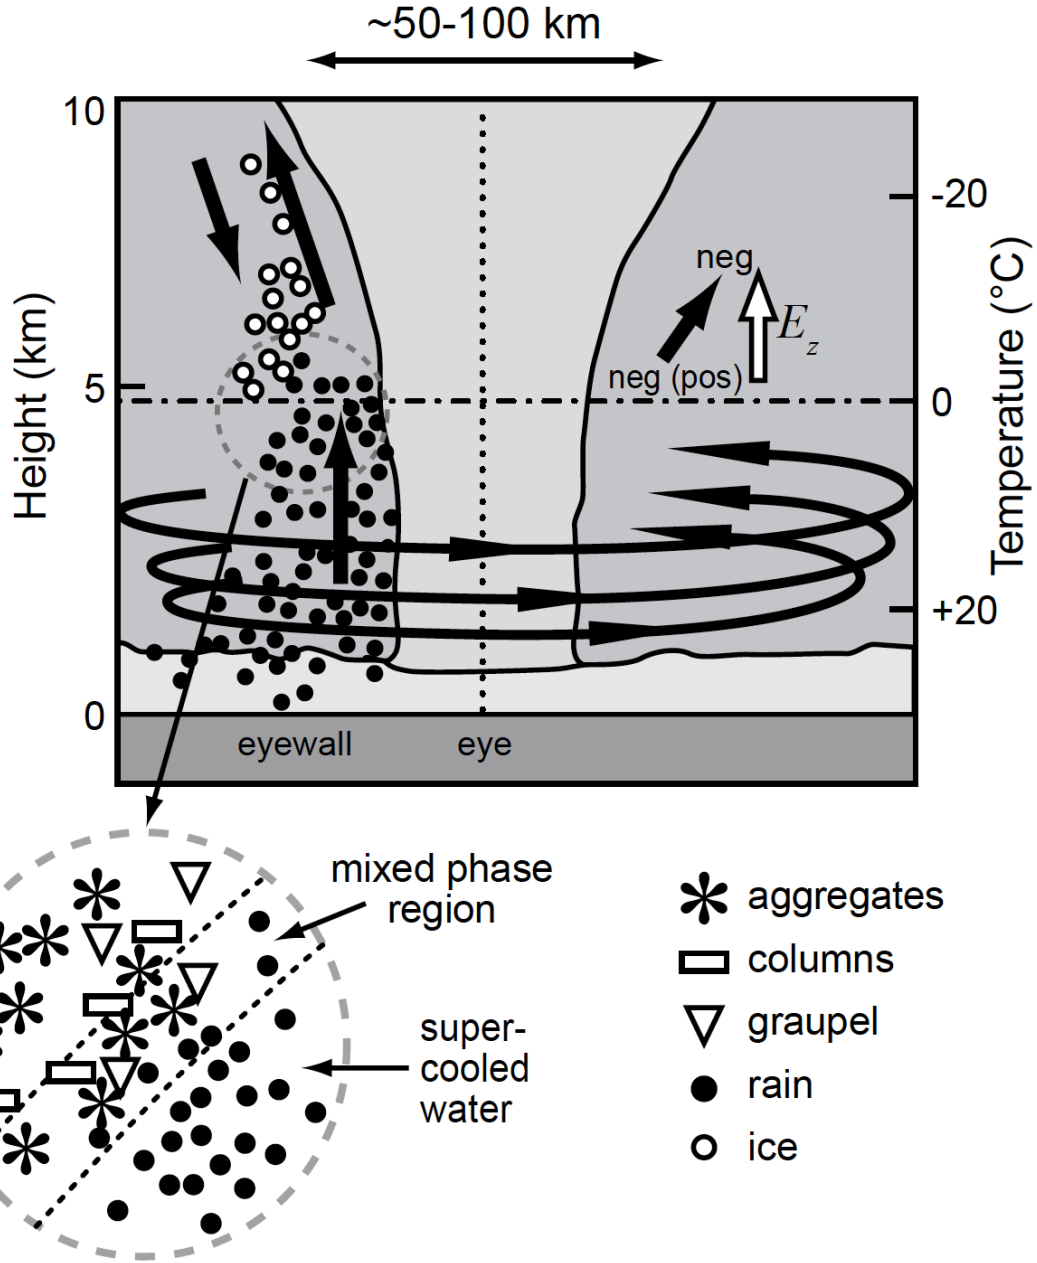 ~50-100 km
10
5
0
Height (km)
-20
0
+20
Temperature (°C)
neg
neg (pos)
E_z
eyewall
eye
mixed phase
region
super-
cooled
water
aggregates
columns
graupel
rain
ice